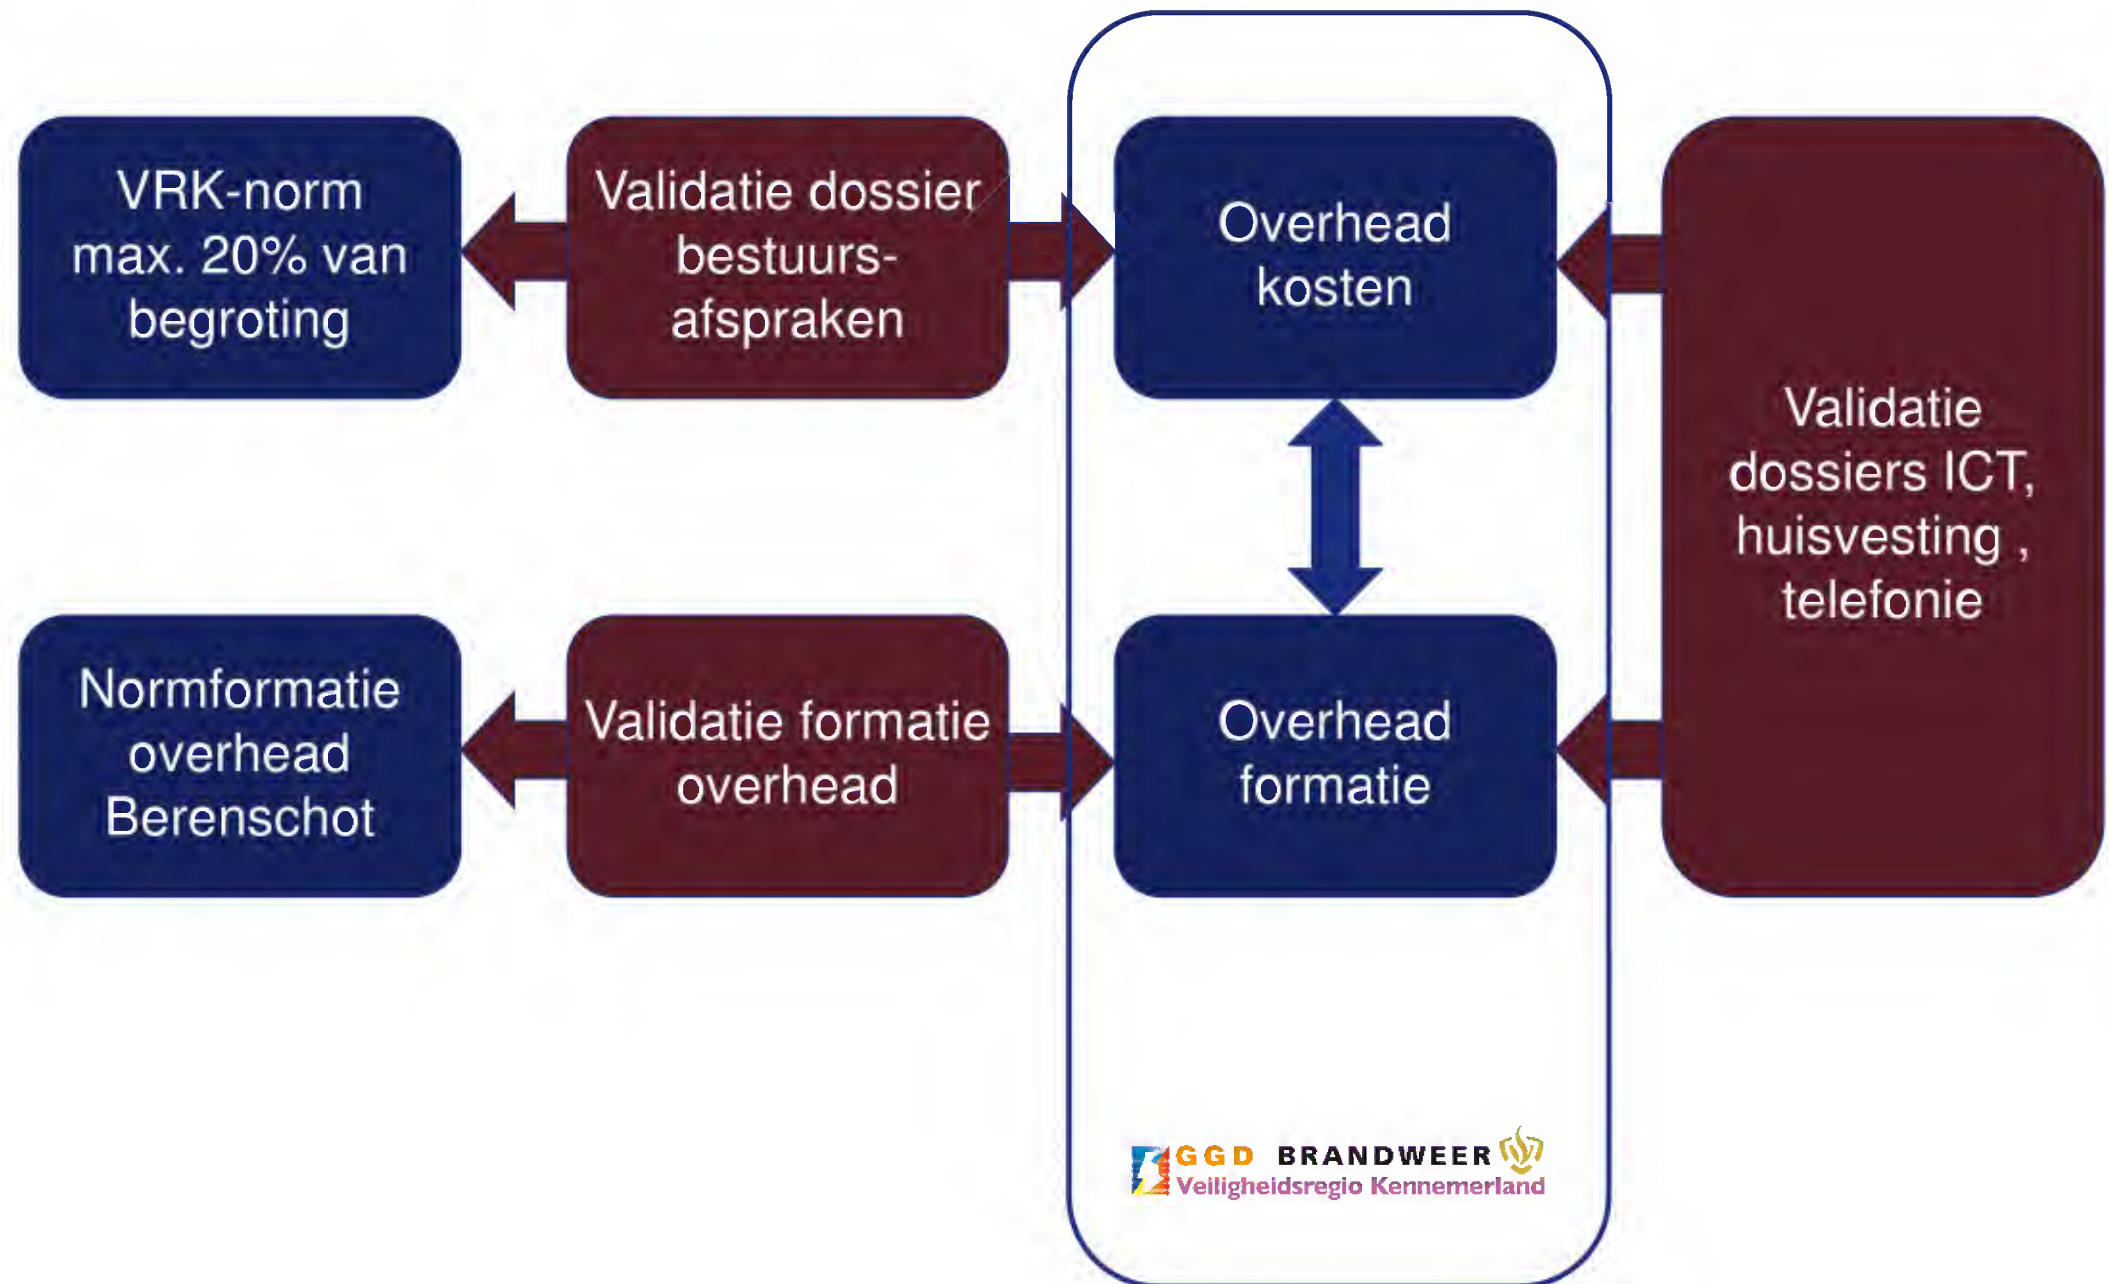 VRK-norm
max. 20% van
begroting
Validatie dossier
bestuurs-
afspraken
Overhead
kosten
Validatie
dossiers ICT,
huisvesting ,
telefonie
Normformatie
overhead
Berenschot
Validatie formatie
overhead
Overhead
formatie
GGD BRANDWEER
Veiligheidsregio Kennemerland